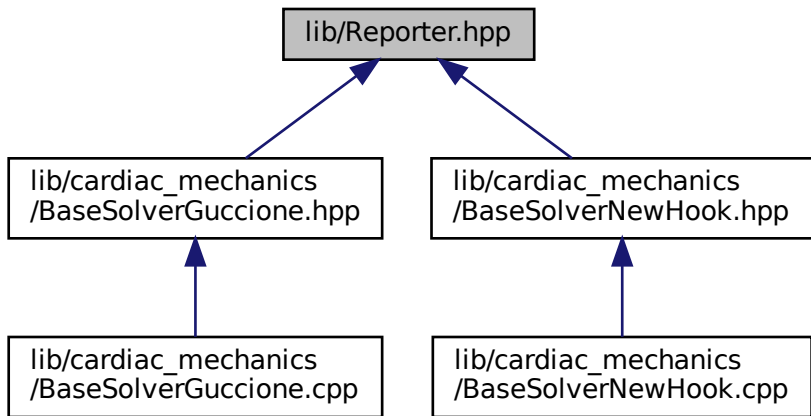 lib/Reporter.hpp
lib/cardiac_mechanics
/BaseSolverGuccione.hpp
lib/cardiac_mechanics
/BaseSolverNewHook.hpp
lib/cardiac_mechanics
/BaseSolverGuccione.cpp
lib/cardiac_mechanics
/BaseSolverNewHook.cpp